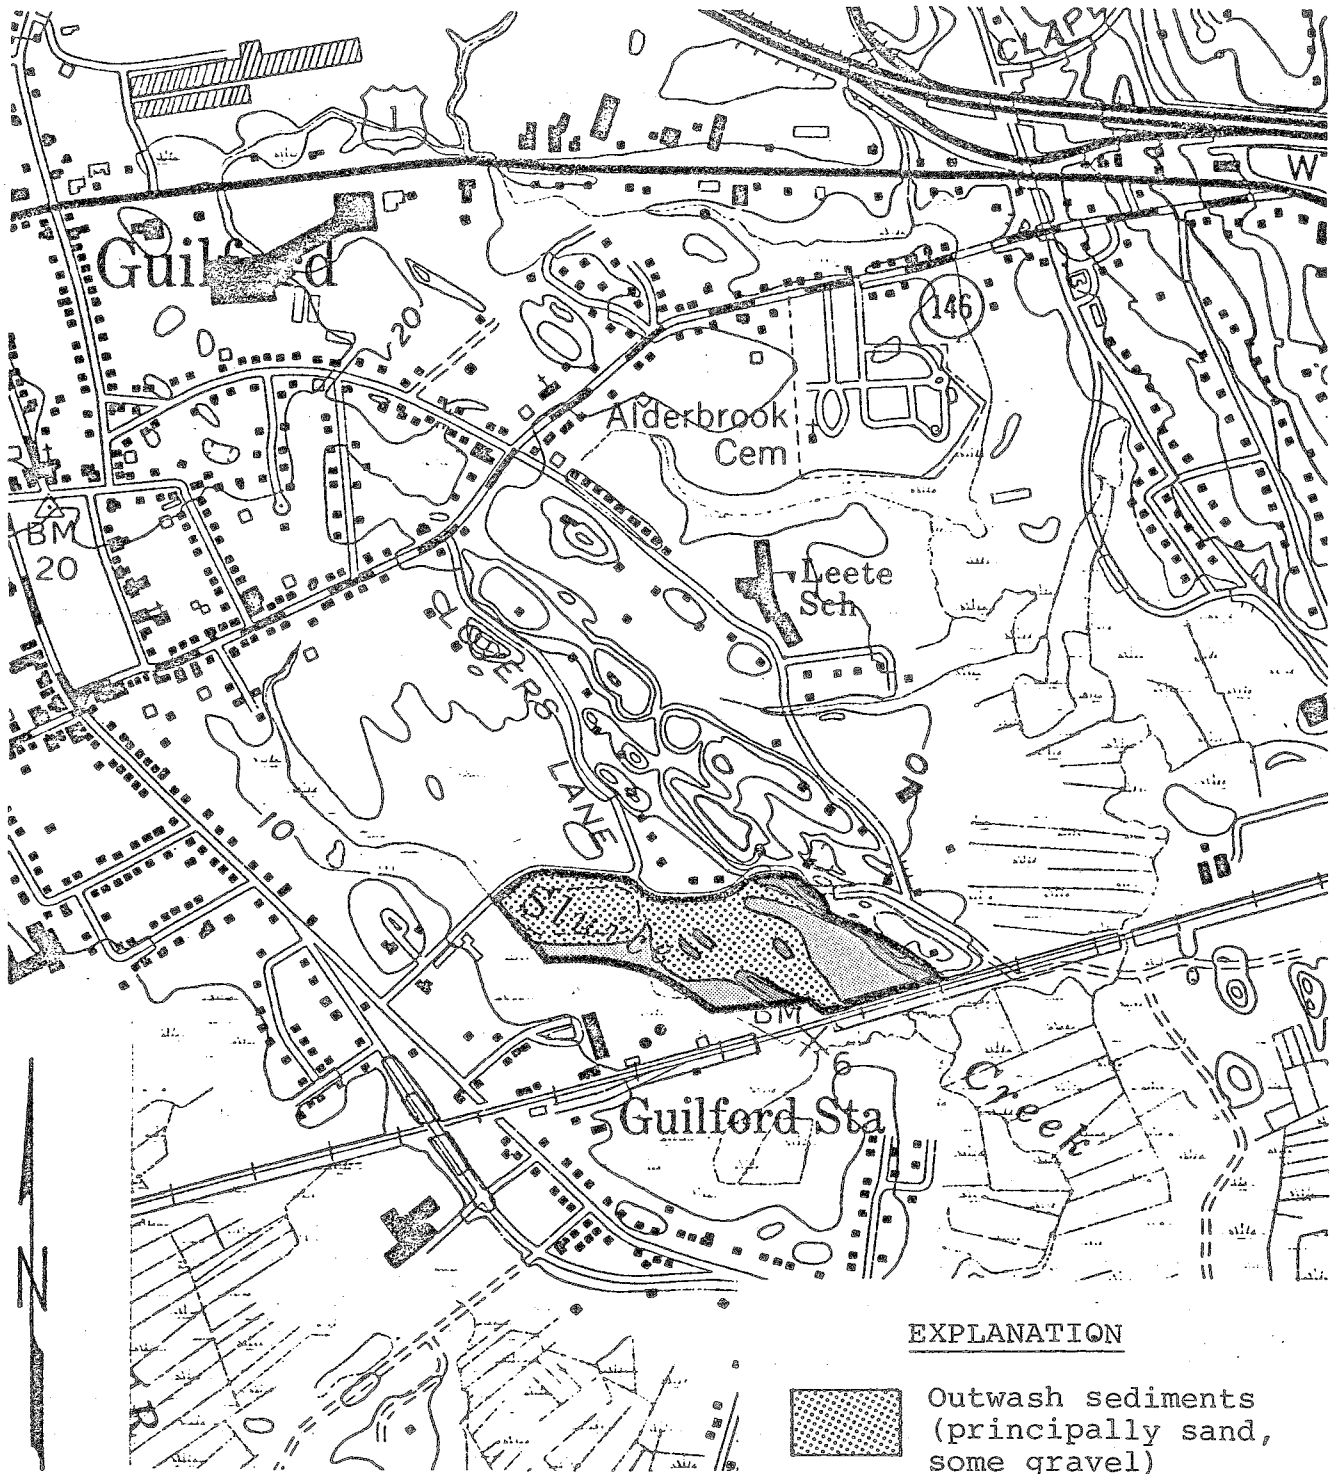 CLAP
1
W
Guilford
20
146
Alderbrook
Cem
BM
20
Leete
Sch
LOVERS
LANE
10
10
BM
6
Guilford Sta
Creek
N
R
EXPLANATION
Outwash sediments
(principally sand,
some gravel)